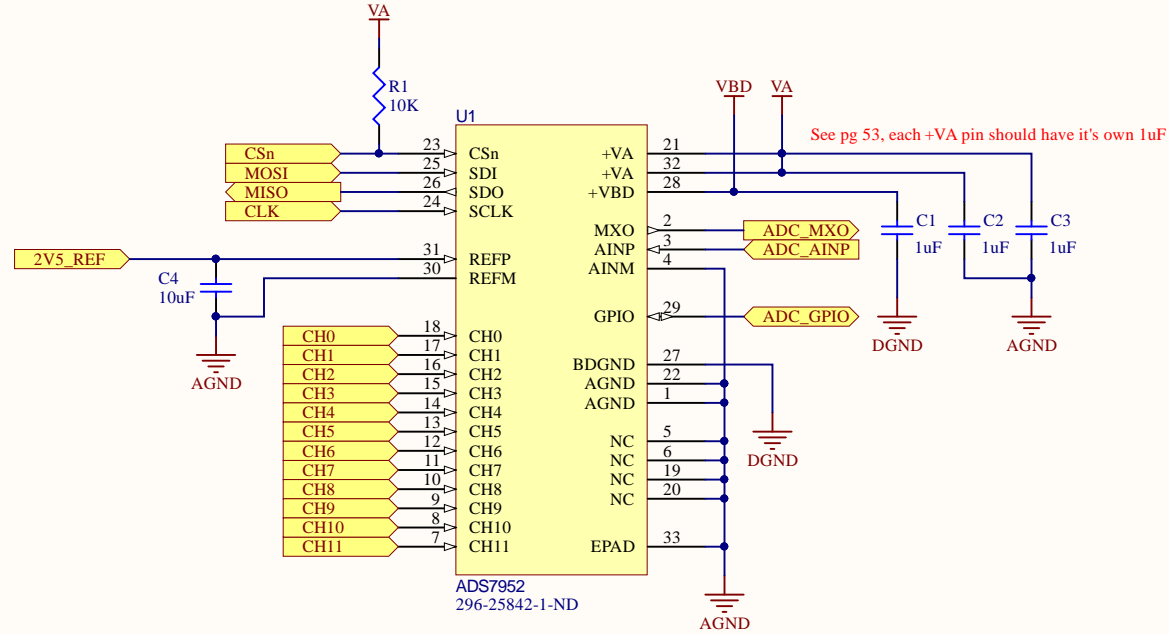 VA
R1
10K
VBD
VA
U1
See pg 53, each +VA pin should have it's own 1uF
CSn
23
CSn
+VA
21
MOSI
25
SDI
+VA
32
MISO
26
SDO
+VBD
28
CLK
24
SCLK
C1
1uF
C2
1uF
C3
1uF
MXO
2
ADC_MXO
AINP
3
ADC_AINP
AINM
4
2V5_REF
31
REFP
30
REFM
C4
10uF
AGND
GPIO
29
ADC_GPIO
DGND
AGND
CH0
18
CH0
CH1
17
CH1
CH2
16
CH2
CH3
15
CH3
CH4
14
CH4
CH5
13
CH5
CH6
12
CH6
CH7
11
CH7
CH8
10
CH8
CH9
9
CH9
CH10
8
CH10
CH11
7
CH11
BDGND
27
AGND
22
AGND
1
NC
5
NC
6
NC
19
NC
20
DGND
EPAD
33
ADS7952
296-25842-1-ND
AGND